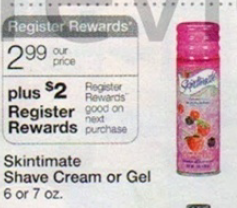 Register Rewards*
2.99 our price
plus $2 Register Rewards
Register Rewards good on next purchase
Skintimate
Skintimate
Shave Cream or Gel
6 or 7 oz.